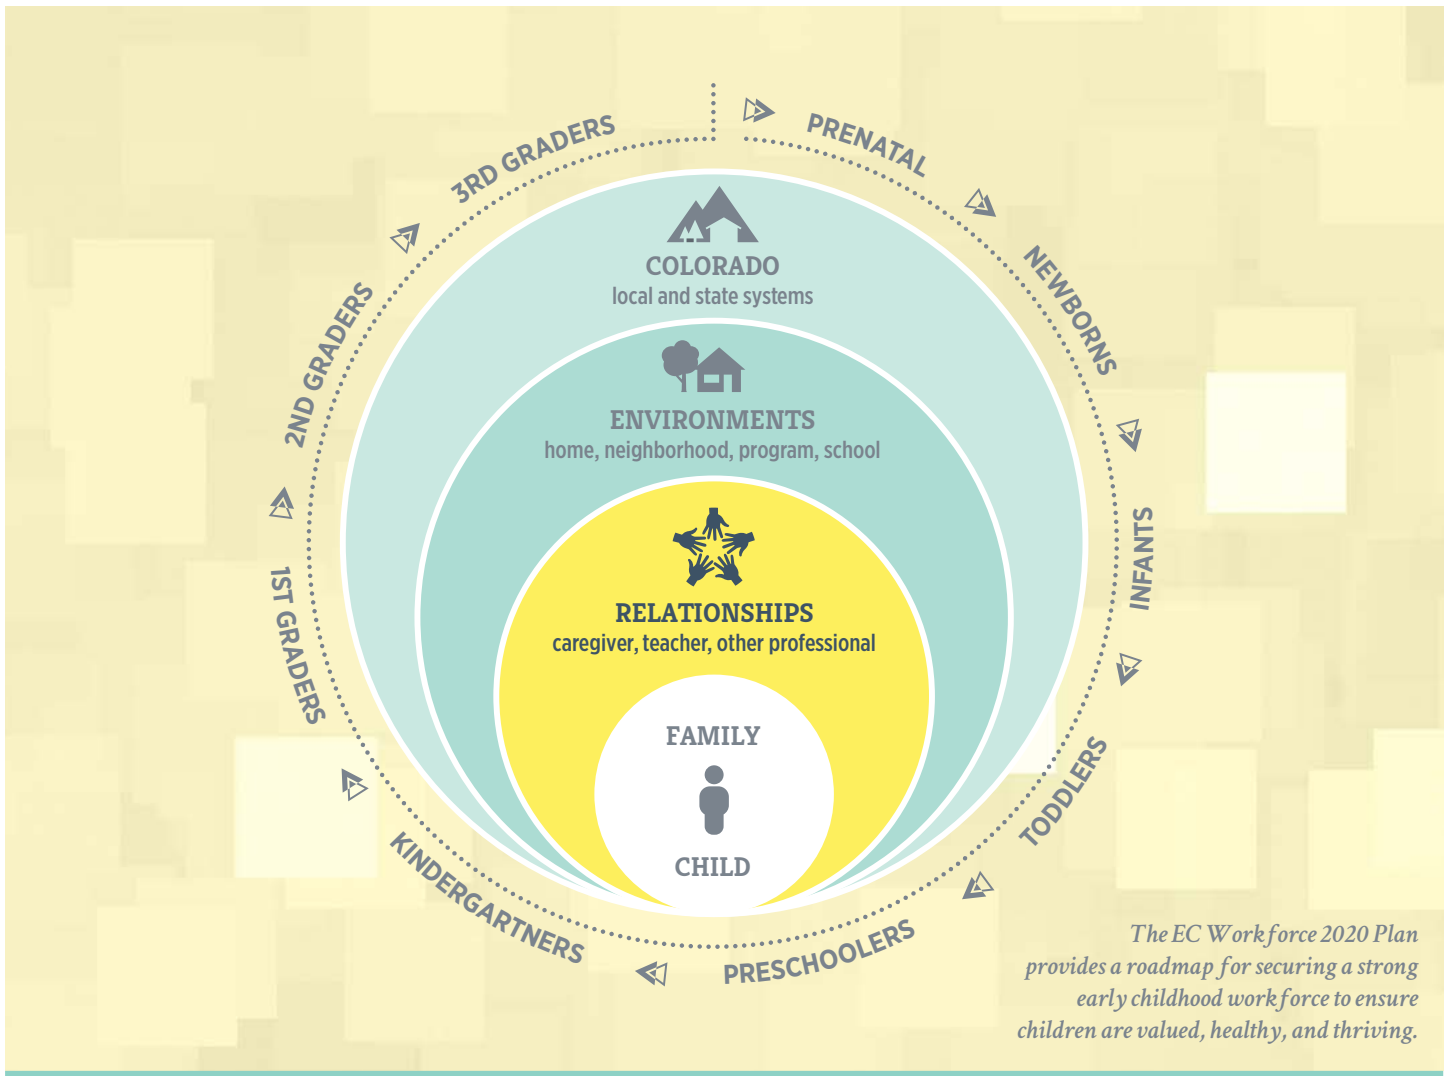 PRENATAL
NEWBORNS
INFANTS
TODDLERS
PRESCHOOLERS
KINDERGARTNERS
1ST GRADERS
2ND GRADERS
3RD GRADERS
COLORADO
local and state systems
ENVIRONMENTS
home, neighborhood, program, school
RELATIONSHIPS
caregiver, teacher, other professional
FAMILY
CHILD
The EC Workforce 2020 Plan
provides a roadmap for securing a strong
early childhood workforce to ensure
children are valued, healthy, and thriving.